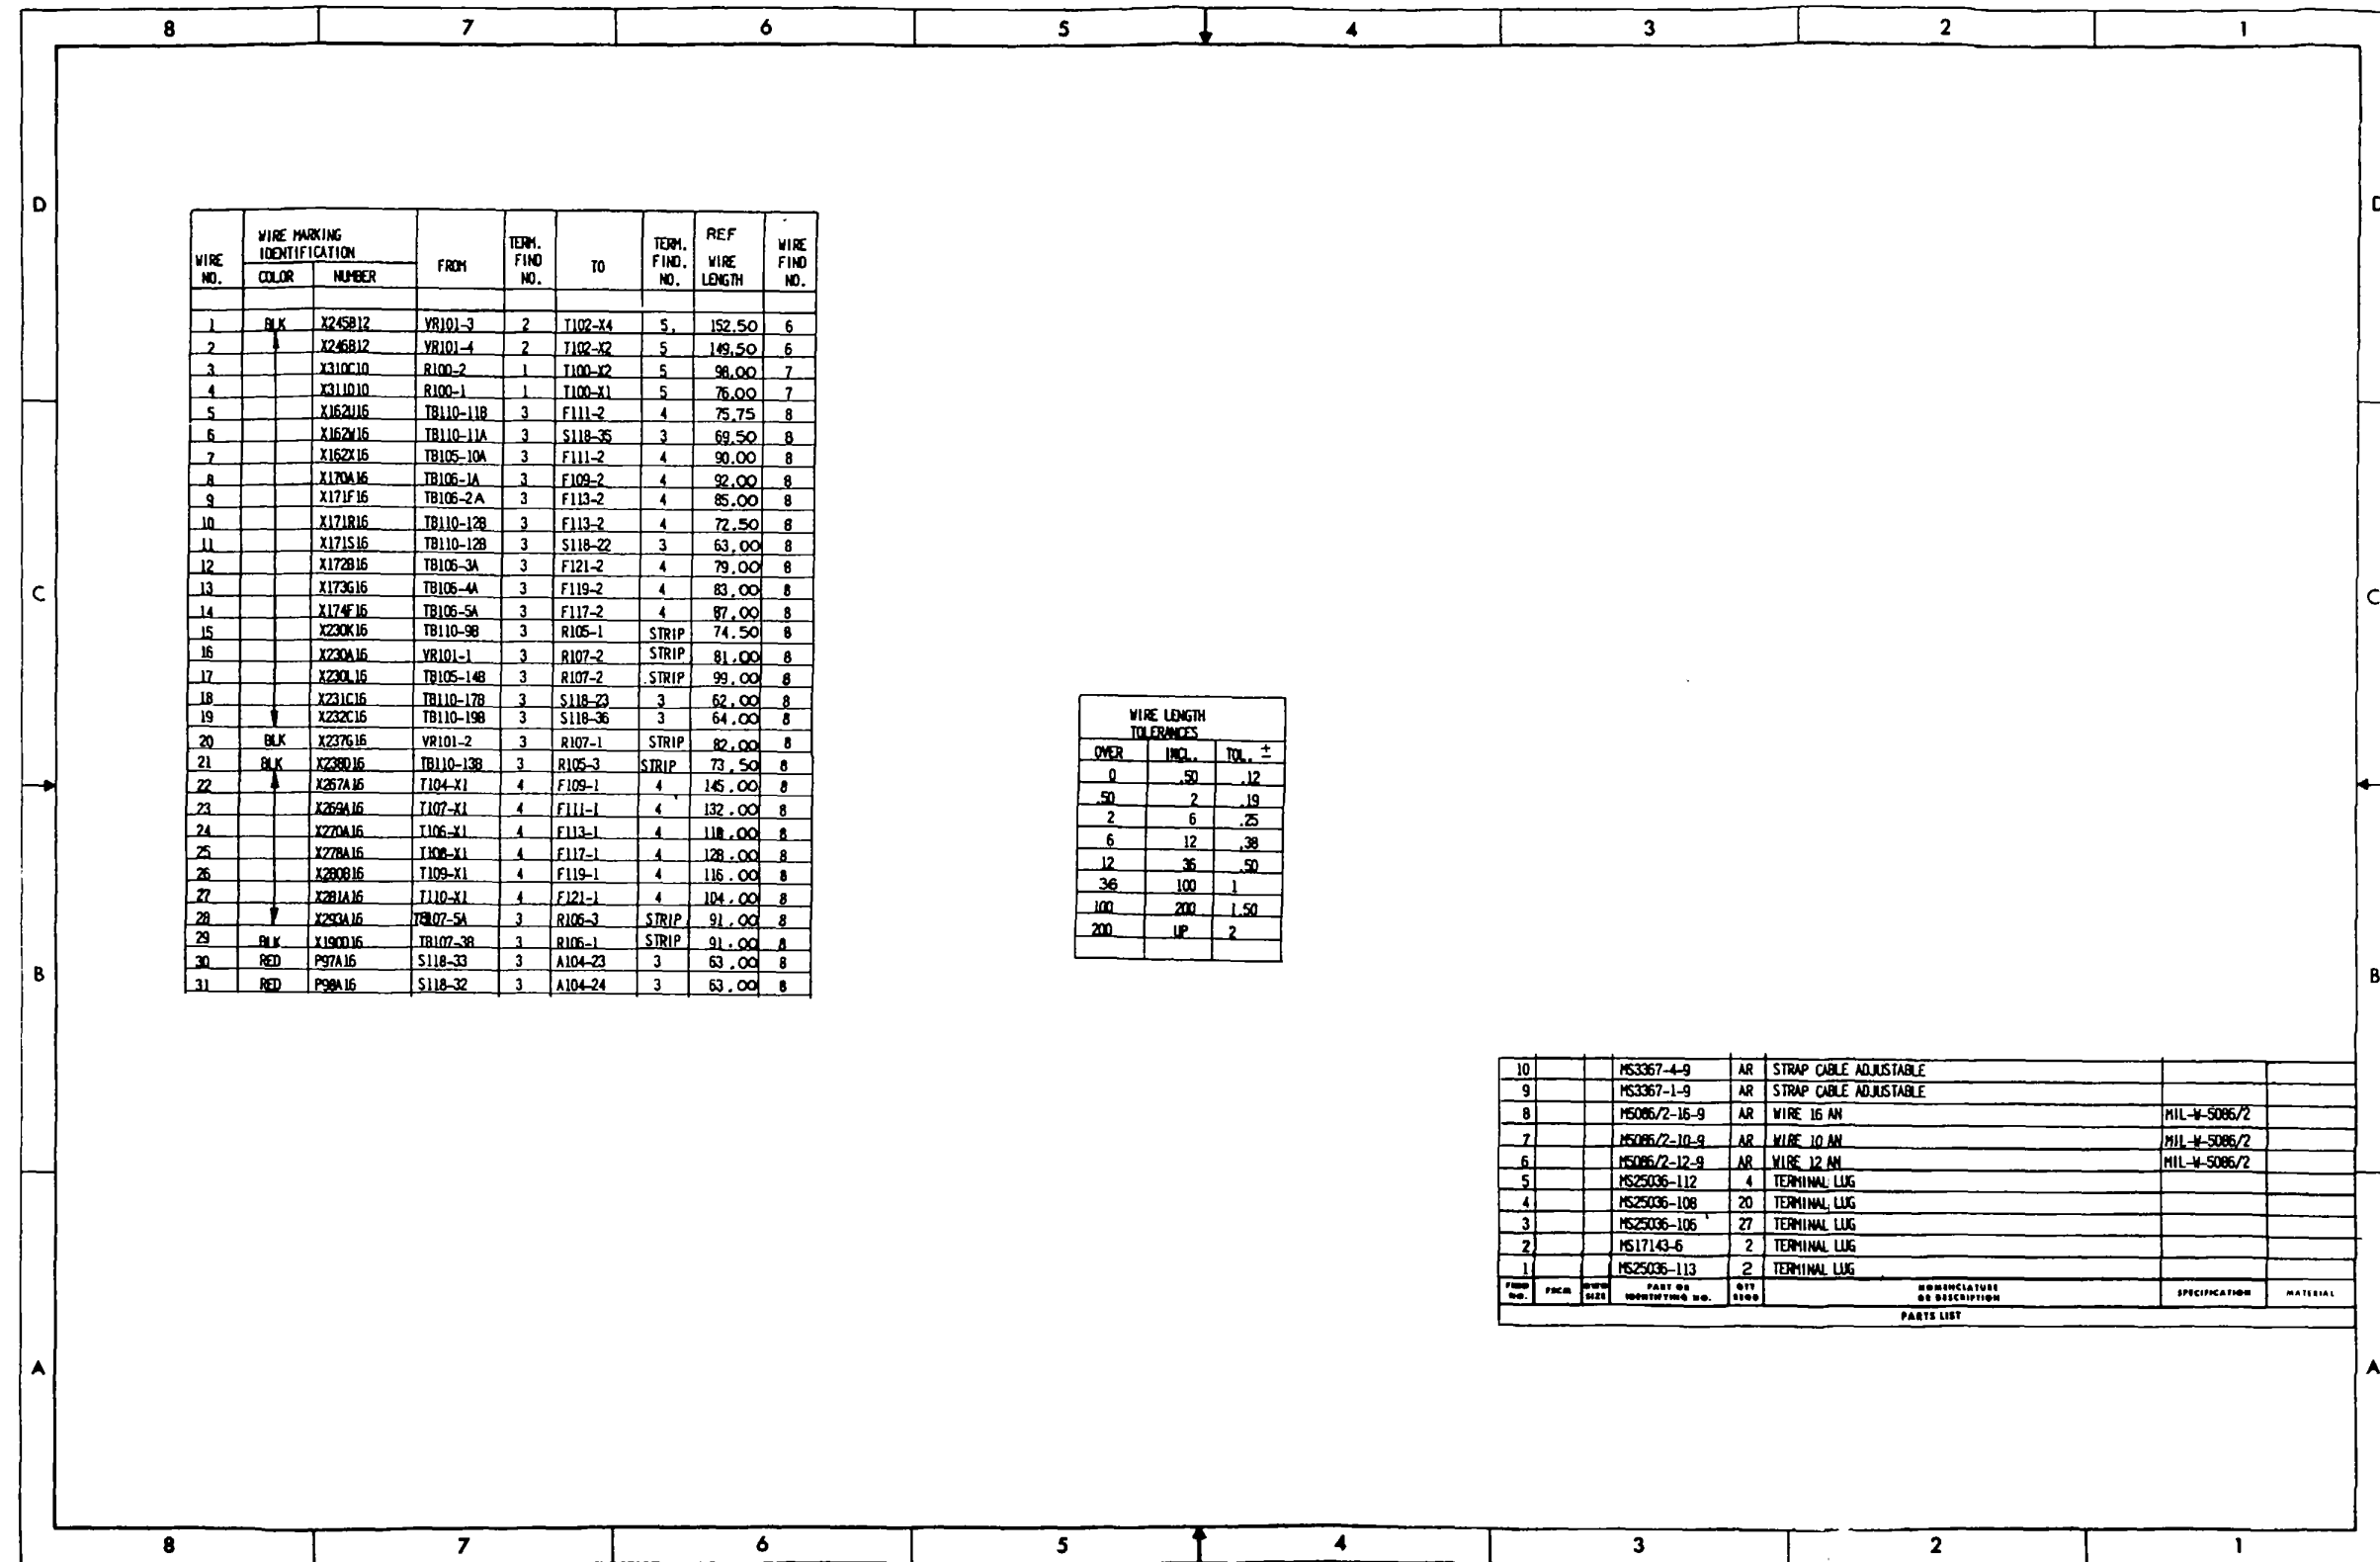 8 7 6 5 4 3 2 1
D D
WIRE NO. WIRE MARKING IDENTIFICATION COLOR NUMBER FROM TERM. FIND NO. TO TERM. FIND. NO. REF WIRE LENGTH WIRE FIND NO.
1 BLK X245B12 VR101-3 2 T102-X4 5. 152.50 6
2 X246B12 VR101-4 2 T102-X2 5 149.50 6
3 X310C10 R100-2 1 T100-X2 5 98.00 7
4 X311D10 R100-1 1 T100-X1 5 76.00 7
5 X162U16 TB110-11B 3 F111-2 4 75.75 8
6 X162W16 TB110-11A 3 S118-35 3 69.50 8
7 X162X16 TB105-10A 3 F111-2 4 90.00 8
8 X170A16 TB106-1A 3 F109-2 4 92.00 8
9 X171F16 TB106-2A 3 F113-2 4 85.00 8
10 X171R16 TB110-12B 3 F113-2 4 72.50 8
11 X171S16 TB110-12B 3 S118-22 3 63.00 8
12 X172B16 TB106-3A 3 F121-2 4 79.00 8
13 X173G16 TB106-4A 3 F119-2 4 83.00 8
14 X174F16 TB106-5A 3 F117-2 4 87.00 8
15 X230K16 TB110-9B 3 R105-1 STRIP 74.50 8
16 X230A16 VR101-1 3 R107-2 STRIP 81.00 8
17 X230L16 TB105-14B 3 R107-2 STRIP 99.00 8
18 X231C16 TB110-17B 3 S118-23 3 62.00 8
19 X232C16 TB110-19B 3 S118-36 3 64.00 8
20 BLK X237G16 VR101-2 3 R107-1 STRIP 82.00 8
21 BLK X238D16 TB110-13B 3 R105-3 STRIP 73.50 8
22 X267A16 T104-X1 4 F109-1 4 145.00 8
23 X269A16 T107-X1 4 F111-1 4 132.00 8
24 X270A16 T106-X1 4 F113-1 4 118.00 8
25 X278A16 T108-X1 4 F117-1 4 128.00 8
26 X280B16 T109-X1 4 F119-1 4 116.00 8
27 X281A16 T110-X1 4 F121-1 4 104.00 8
28 X293A16 TB107-5A 3 R106-3 STRIP 91.00 8
29 BLK X190D16 TB107-3B 3 R106-1 STRIP 91.00 8
30 RED P97A16 S118-33 3 A104-23 3 63.00 8
31 RED P98A16 S118-32 3 A104-24 3 63.00 8
C C
WIRE LENGTH
TOLERANCES
OVER INCL. TOL. ±
0 .50 .12
.50 2 .19
2 6 .25
6 12 .38
12 36 .50
36 100 1
100 200 1.50
200 UP 2
B B
10 MS3367-4-9 AR STRAP CABLE ADJUSTABLE
9 MS3367-1-9 AR STRAP CABLE ADJUSTABLE
8 M5086/2-16-9 AR WIRE 16 AN MIL-W-5086/2
7 M5086/2-10-9 AR WIRE 10 AN MIL-W-5086/2
6 M5086/2-12-9 AR WIRE 12 AN MIL-W-5086/2
5 MS25036-112 4 TERMINAL LUG
4 MS25036-108 20 TERMINAL LUG
3 MS25036-106 27 TERMINAL LUG
2 MS17143-6 2 TERMINAL LUG
1 MS25036-113 2 TERMINAL LUG
FIND NO. FSCM SIZE PART OR IDENTIFYING NO. QTY REQD NOMENCLATURE OR DESCRIPTION SPECIFICATION MATERIAL
PARTS LIST
A A
8 7 6 5 4 3 2 1